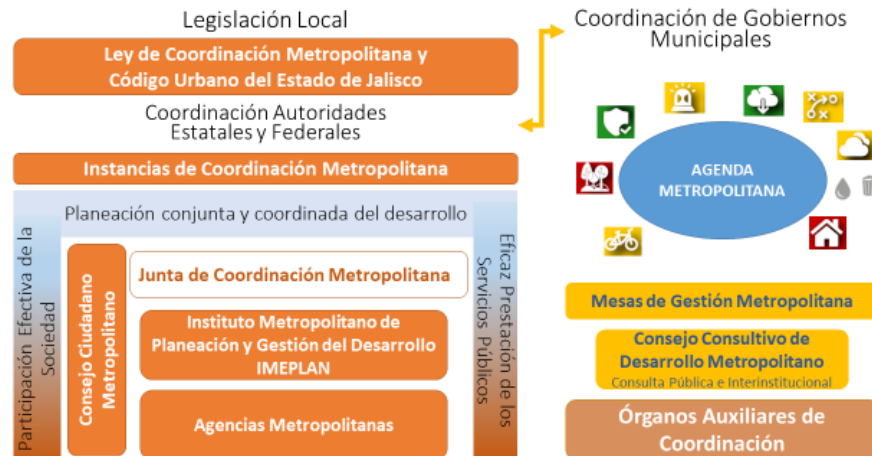 Legislación Local
Ley de Coordinación Metropolitana y
Código Urbano del Estado de Jalisco
Coordinación Autoridades
Estatales y Federales
Instancias de Coordinación Metropolitana
Planeación conjunta y coordinada del desarrollo
Participación Efectiva de la
Sociedad
Consejo Ciudadano
Metropolitano
Junta de Coordinación Metropolitana
Instituto Metropolitano de
Planeación y Gestión del Desarrollo
IMEPLAN
Agencias Metropolitanas
Eficaz Prestación de los
Servicios Públicos
Coordinación de Gobiernos
Municipales
AGENDA
METROPOLITANA
Mesas de Gestión Metropolitana
Consejo Consultivo de
Desarrollo Metropolitano
Consulta Pública e Interinstitucional
Órganos Auxiliares de
Coordinación